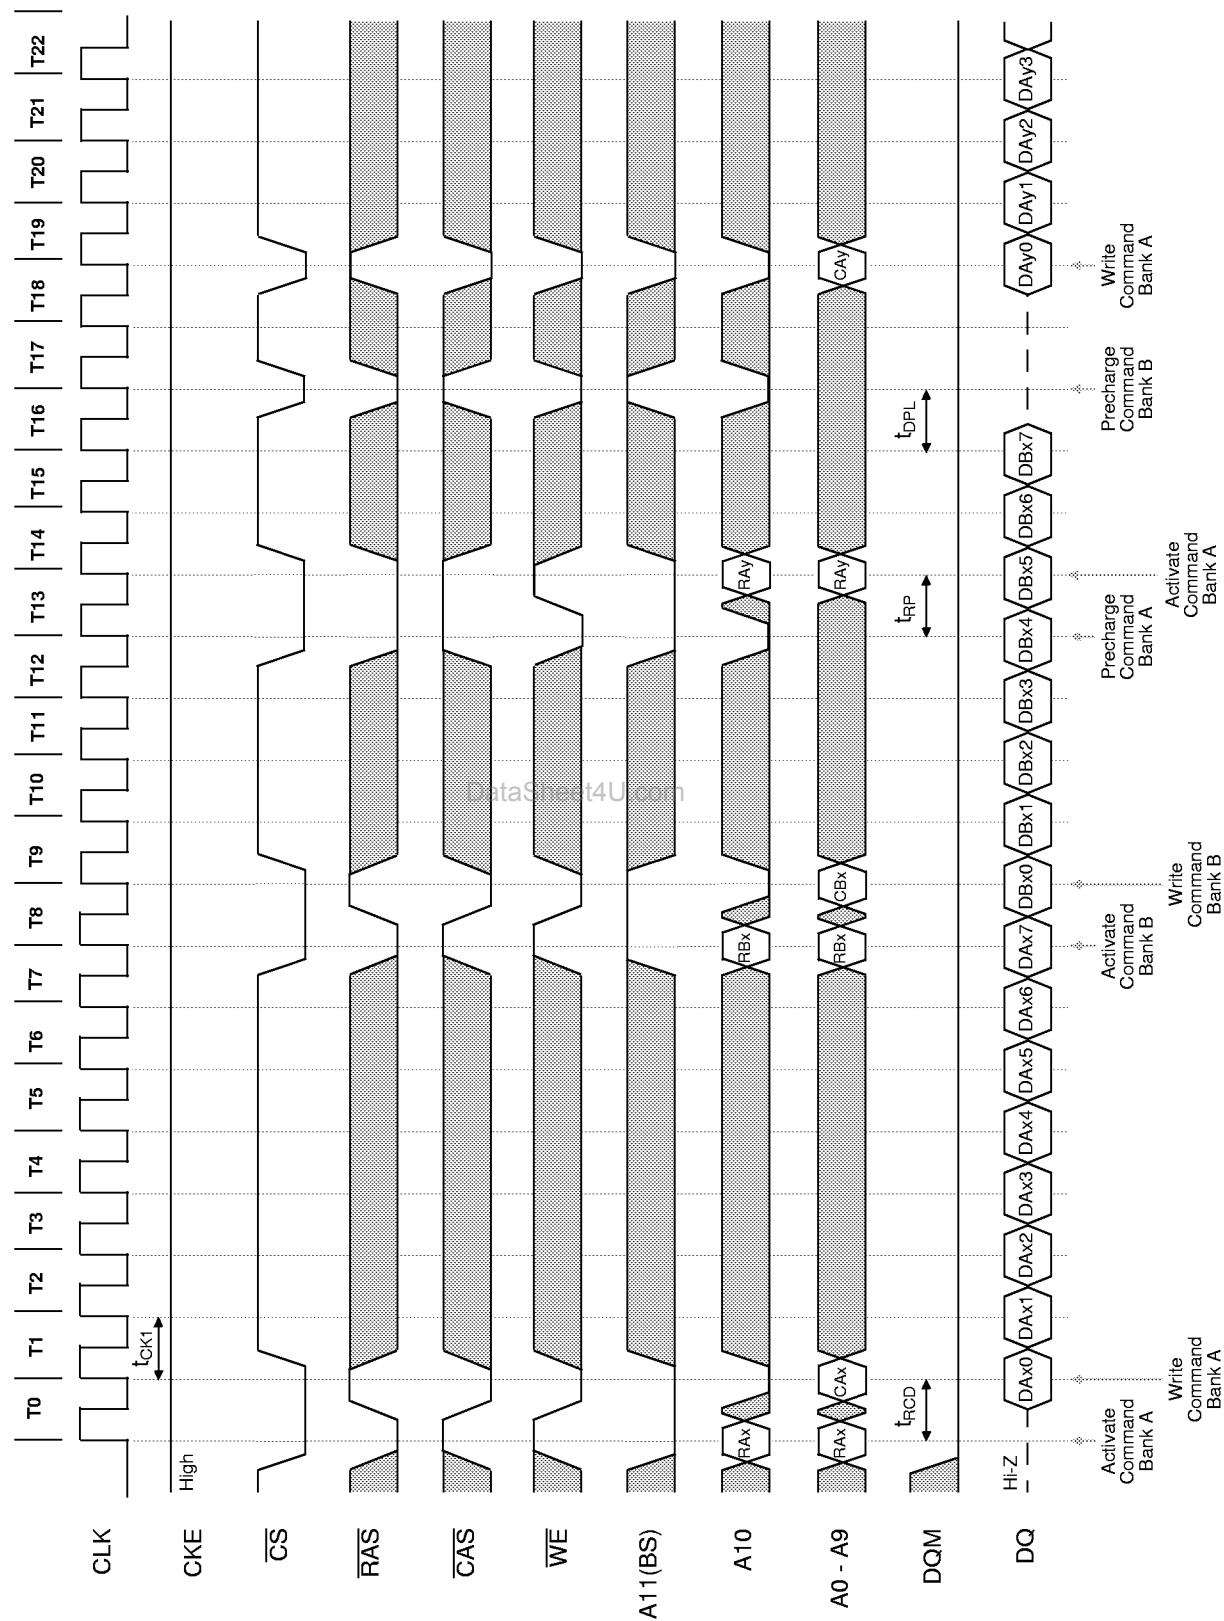 T0 T1 T2 T3 T4 T5 T6 T7 T8 T9 T10 T11 T12 T13 T14 T15 T16 T17 T18 T19 T20 T21 T22
CLK
tCK1
CKE
High
CS
RAS
CAS
WE
A11(BS)
A10
RAx RBx RAy
A0 - A9
RAx CAx RBx CBx RAy CAy
DQM
tRCD tRP tDPL
DQ
Hi-Z DAx0 DAx1 DAx2 DAx3 DAx4 DAx5 DAx6 DAx7 DBx0 DBx1 DBx2 DBx3 DBx4 DBx5 DBx6 DBx7 DAy0 DAy1 DAy2 DAy3
Activate
Command
Bank A
Write
Command
Bank A
Activate
Command
Bank B
Write
Command
Bank B
Precharge
Command
Bank A
Activate
Command
Bank A
Precharge
Command
Bank B
Write
Command
Bank A
DataSheet4U.com